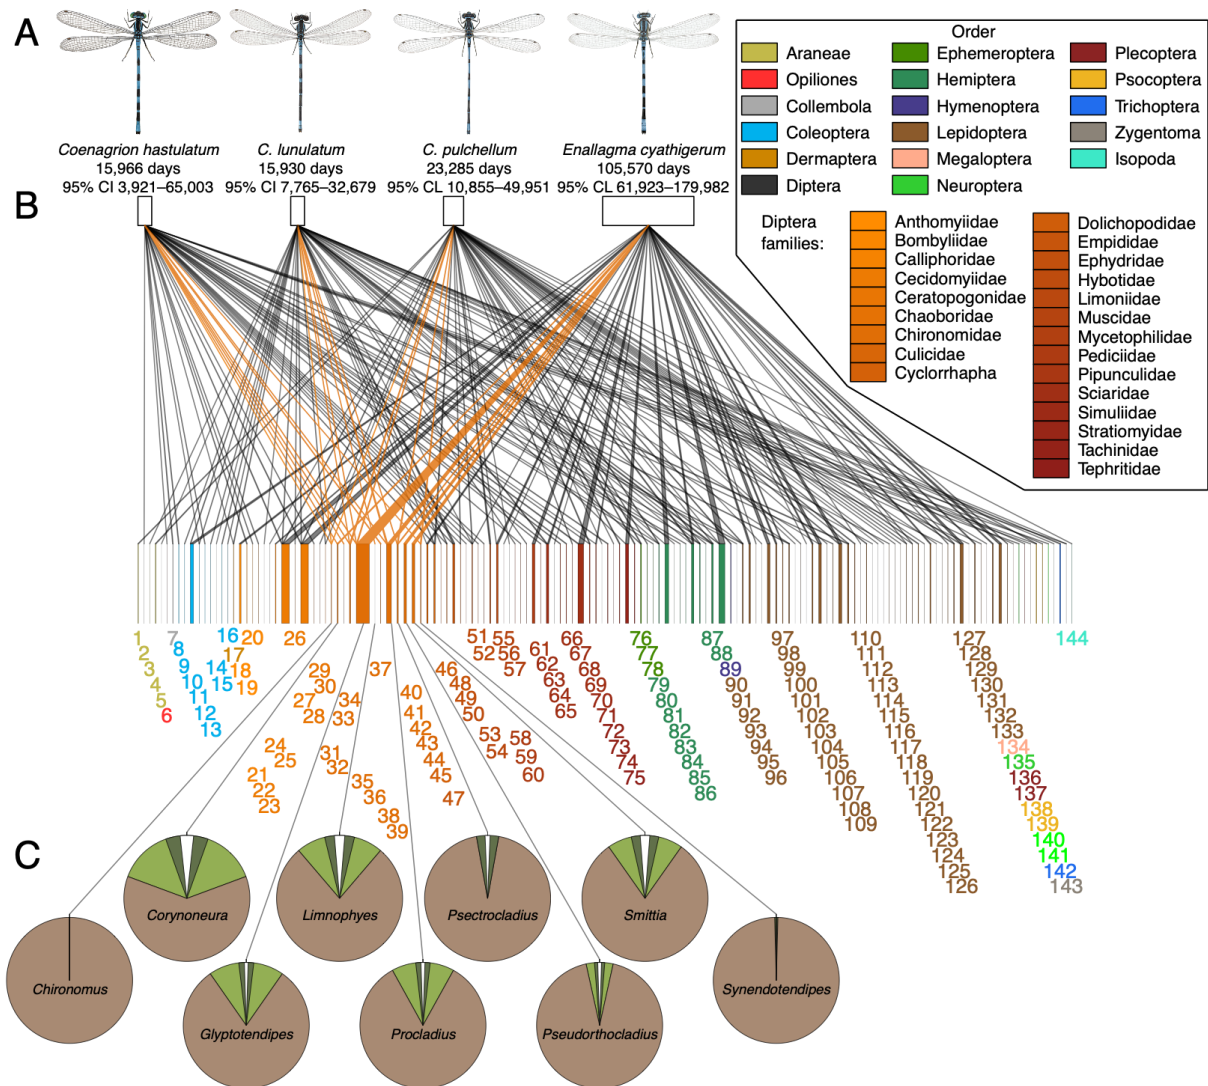 A
Coenagrion hastulatum
15,966 days
95% CI 3,921–65,003
C. lunulatum
15,930 days
95% CI 7,765–32,679
C. pulchellum
23,285 days
95% CL 10,855–49,951
Enallagma cyathigerum
105,570 days
95% CL 61,923–179,982
Order
Araneae
Opiliones
Collembola
Coleoptera
Dermaptera
Diptera
Ephemeroptera
Hemiptera
Hymenoptera
Lepidoptera
Megaloptera
Neuroptera
Plecoptera
Psocoptera
Trichoptera
Zygentoma
Isopoda
Diptera
families:
Anthomyiidae
Bombyliidae
Calliphoridae
Cecidomyiidae
Ceratopogonidae
Chaoboridae
Chironomidae
Culicidae
Cyclorrhapha
Dolichopodidae
Empididae
Ephydridae
Hybotidae
Limoniidae
Muscidae
Mycetophilidae
Pediciidae
Pipunculidae
Sciaridae
Simuliidae
Stratiomyidae
Tachinidae
Tephritidae
B
1
2
3
4
5
6
7
8
9
10
11
12
13
14
15
16
17
18
19
20
21
22
23
24
25
26
27
28
29
30
31
32
33
34
35
36
37
38
39
40
41
42
43
44
45
46
47
48
49
50
51
52
53
54
55
56
57
58
59
60
61
62
63
64
65
66
67
68
69
70
71
72
73
74
75
76
77
78
79
80
81
82
83
84
85
86
87
88
89
90
91
92
93
94
95
96
97
98
99
100
101
102
103
104
105
106
107
108
109
110
111
112
113
114
115
116
117
118
119
120
121
122
123
124
125
126
127
128
129
130
131
132
133
134
135
136
137
138
139
140
141
142
143
144
C
Chironomus
Corynoneura
Glyptotendipes
Limnophyes
Procladius
Psectrocladius
Pseudorthocladius
Smittia
Synendotendipes